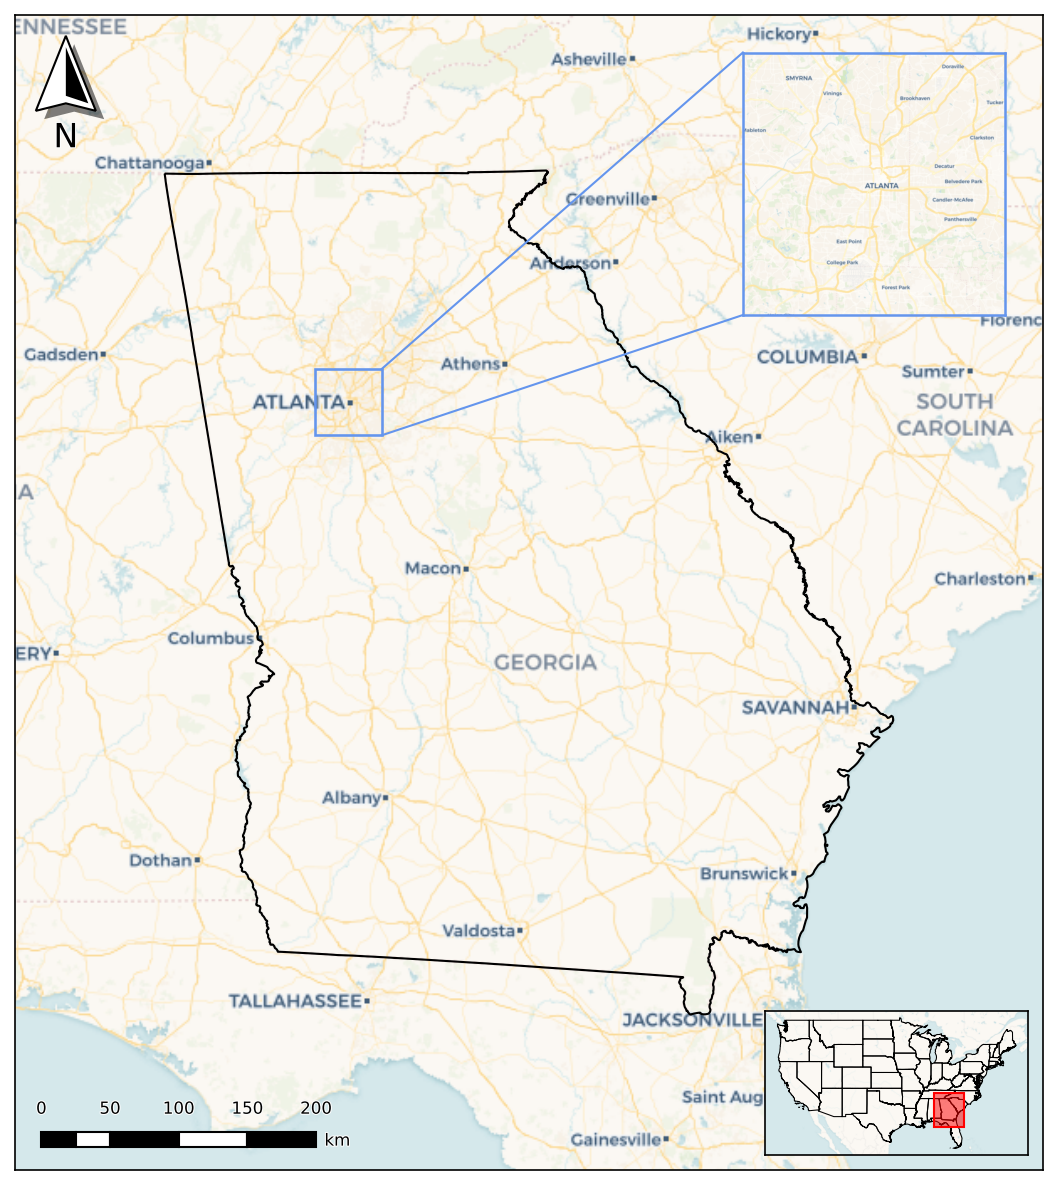 ENNESSEE
Hickory
Asheville
N
Chattanooga
Greenville
Anderson
SMYRNA
Doraville
Vinings
Brookhaven
Tucker
ableton
Clarkston
Decatur
ATLANTA
Belvedere Park
Candler McAfee
Panthersville
East Point
College Park
Forest Park
Florenc
Gadsden
Athens
COLUMBIA
Sumter
ATLANTA
SOUTH
CAROLINA
Aiken
A
Macon
Charleston
Columbus
ERY
GEORGIA
SAVANNAH
Albany
Dothan
Brunswick
Valdosta
TALLAHASSEE
JACKSONVILLE
Saint Aug
0 50 100 150 200
km
Gainesville